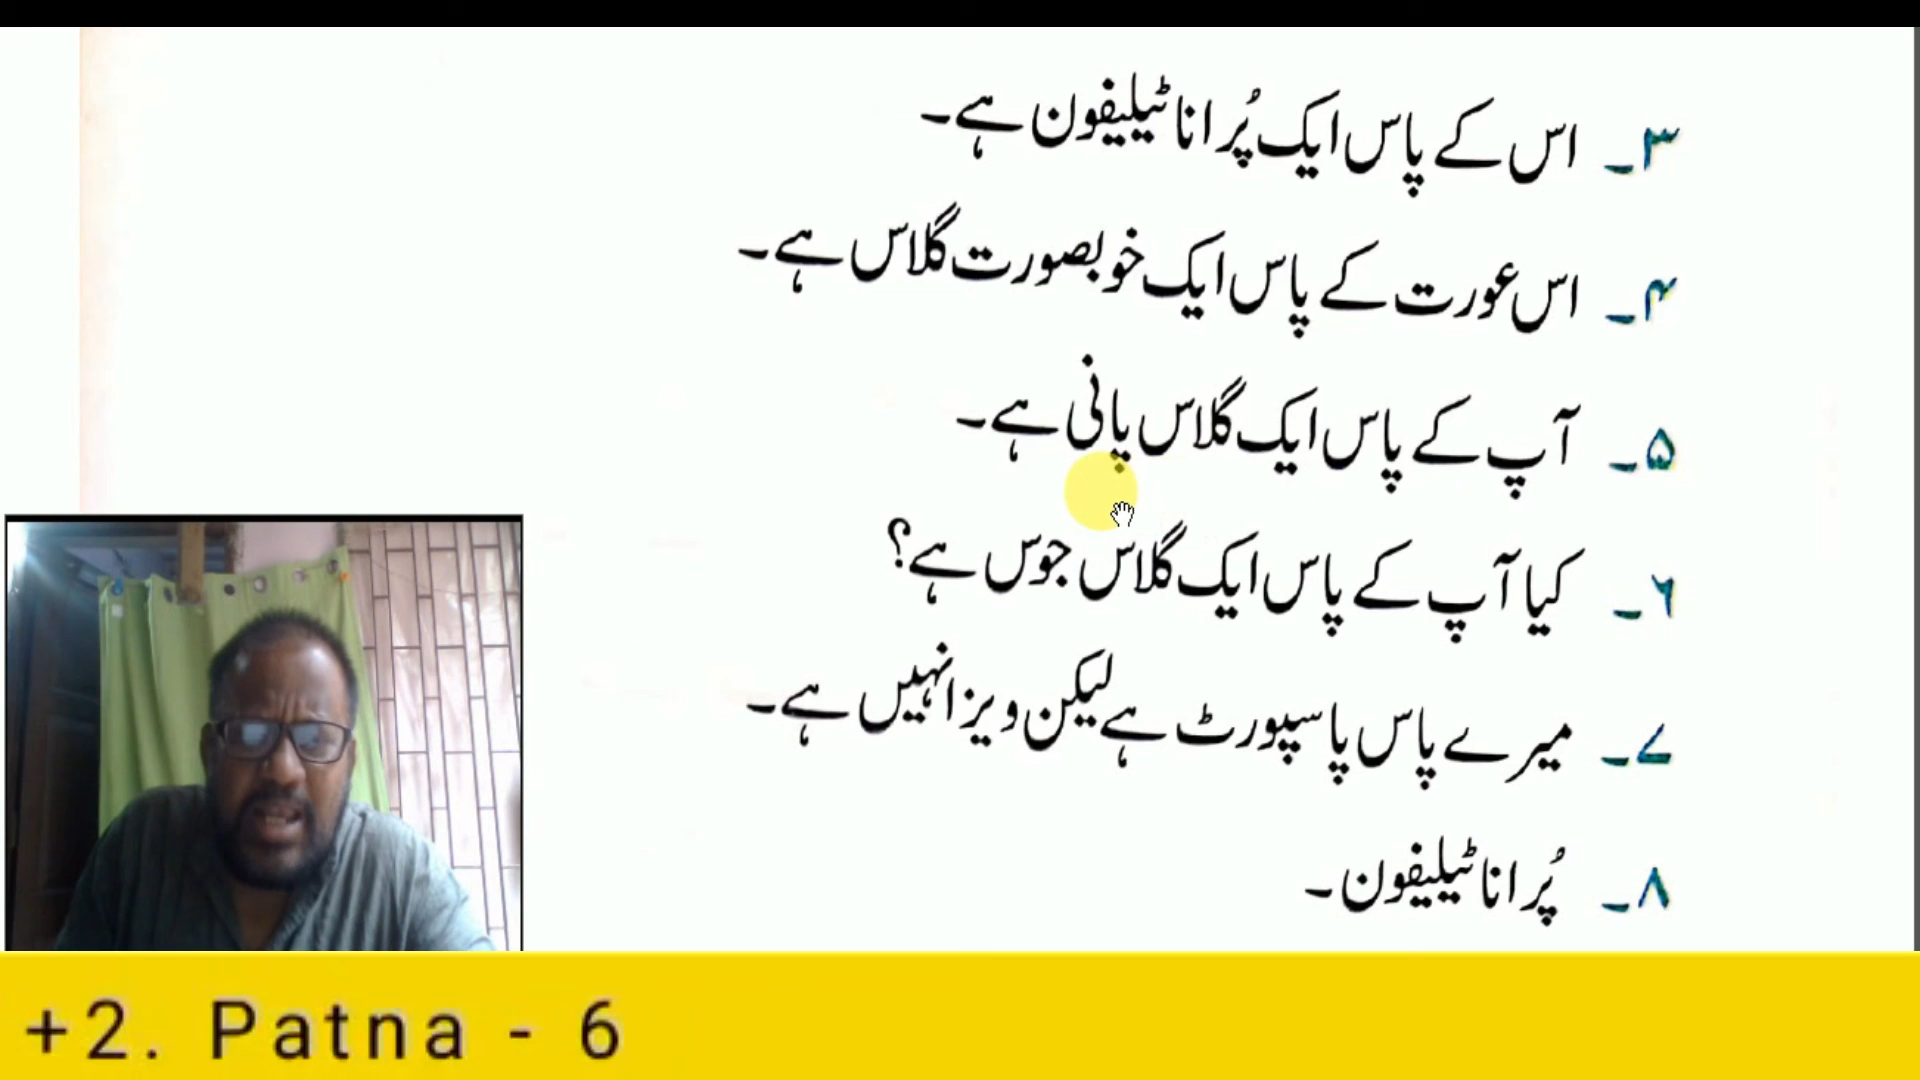 ۳۔ اس کے پاس ایک پُرانا ٹیلیفون ہے۔
۴۔ اس عورت کے پاس ایک خوبصورت گلاس ہے۔
۵۔ آپ کے پاس ایک گلاس پانی ہے۔
۶۔ کیا آپ کے پاس ایک گلاس جوس ہے؟
۷۔ میرے پاس پاسپورٹ ہے لیکن ویزا نہیں ہے۔
۸۔ پُرانا ٹیلیفون۔
+2. Patna - 6